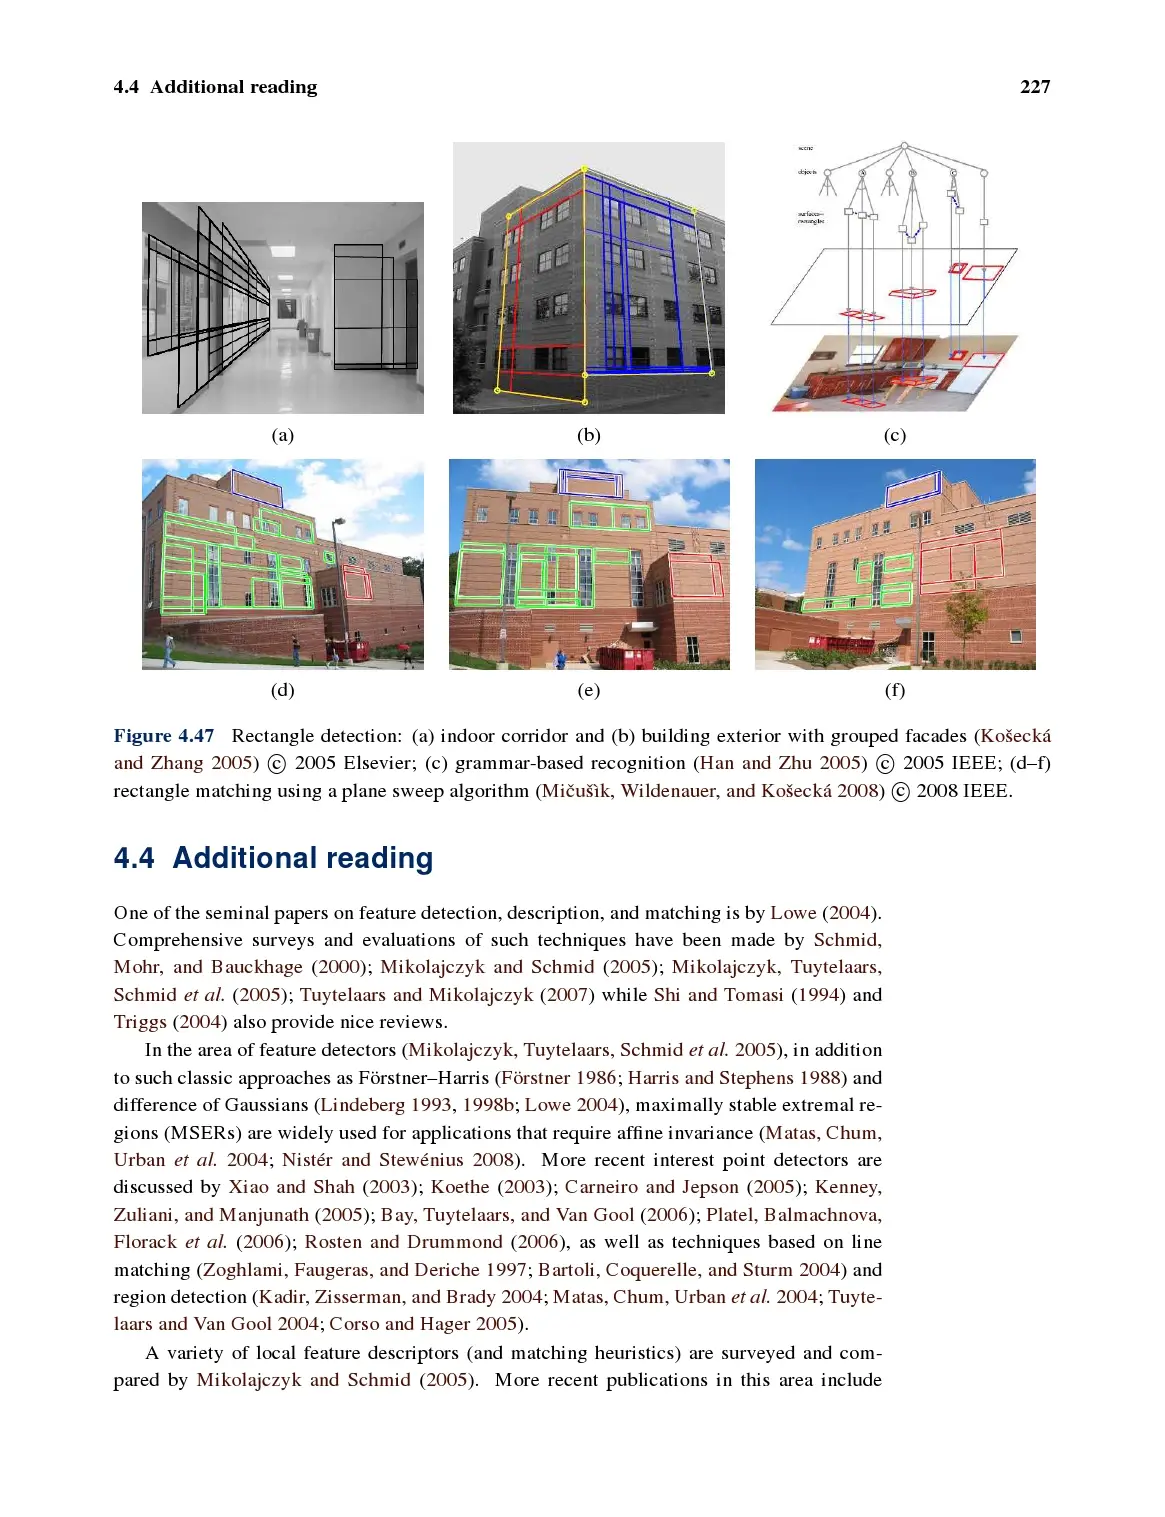 4.4 Additional reading 227
scene
objects
A B C
surfaces—
rectangles
(a) (b) (c)
(d) (e) (f)
Figure 4.47 Rectangle detection: (a) indoor corridor and (b) building exterior with grouped facades (Košecká
and Zhang 2005) © 2005 Elsevier; (c) grammar-based recognition (Han and Zhu 2005) © 2005 IEEE; (d–f)
rectangle matching using a plane sweep algorithm (Mičušìk, Wildenauer, and Košecká 2008) © 2008 IEEE.
4.4 Additional reading
One of the seminal papers on feature detection, description, and matching is by Lowe (2004).
Comprehensive surveys and evaluations of such techniques have been made by Schmid,
Mohr, and Bauckhage (2000); Mikolajczyk and Schmid (2005); Mikolajczyk, Tuytelaars,
Schmid et al. (2005); Tuytelaars and Mikolajczyk (2007) while Shi and Tomasi (1994) and
Triggs (2004) also provide nice reviews.
In the area of feature detectors (Mikolajczyk, Tuytelaars, Schmid et al. 2005), in addition
to such classic approaches as Förstner–Harris (Förstner 1986; Harris and Stephens 1988) and
difference of Gaussians (Lindeberg 1993, 1998b; Lowe 2004), maximally stable extremal re-
gions (MSERs) are widely used for applications that require affine invariance (Matas, Chum,
Urban et al. 2004; Nistér and Stewénius 2008). More recent interest point detectors are
discussed by Xiao and Shah (2003); Koethe (2003); Carneiro and Jepson (2005); Kenney,
Zuliani, and Manjunath (2005); Bay, Tuytelaars, and Van Gool (2006); Platel, Balmachnova,
Florack et al. (2006); Rosten and Drummond (2006), as well as techniques based on line
matching (Zoghlami, Faugeras, and Deriche 1997; Bartoli, Coquerelle, and Sturm 2004) and
region detection (Kadir, Zisserman, and Brady 2004; Matas, Chum, Urban et al. 2004; Tuyte-
laars and Van Gool 2004; Corso and Hager 2005).
A variety of local feature descriptors (and matching heuristics) are surveyed and com-
pared by Mikolajczyk and Schmid (2005). More recent publications in this area include